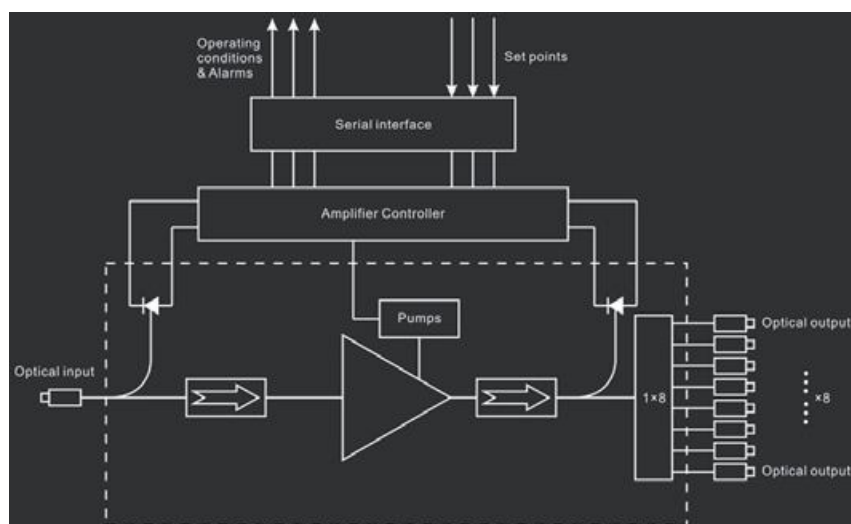 Operating
conditions
& Alarms
Set points
Serial interface
Amplifier Controller
Pumps
Optical output
Optical input
1×8
×8
Optical output